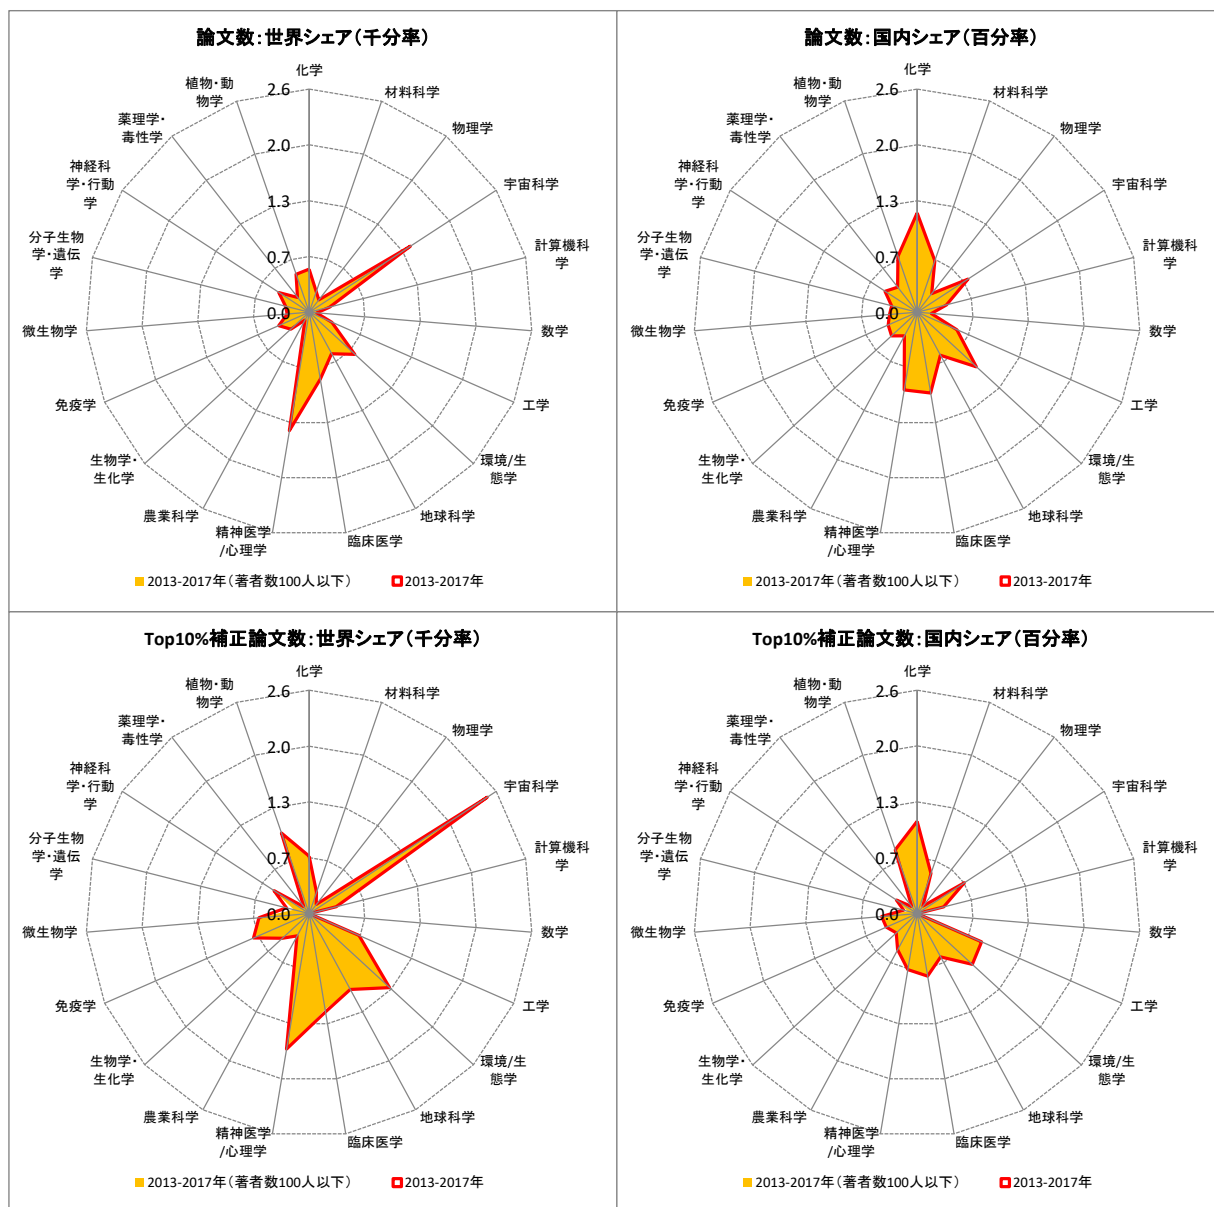 論文数：世界シェア（千分率）
化学
材料科学
物理学
宇宙科学
計算機科
学
数学
工学
環境/生
態学
地球科学
臨床医学
精神医学
/心理学
農業科学
生物学・
生化学
免疫学
微生物学
分子生物
学・遺伝
学
神経科
学・行動
学
薬理学・
毒性学
植物・動
物学
2.6
2.0
1.3
0.7
0.0
2013-2017年（著者数100人以下） 2013-2017年
論文数：国内シェア（百分率）
化学
材料科学
物理学
宇宙科学
計算機科
学
数学
工学
環境/生
態学
地球科学
臨床医学
精神医学
/心理学
農業科学
生物学・
生化学
免疫学
微生物学
分子生物
学・遺伝
学
神経科
学・行動
学
薬理学・
毒性学
植物・動
物学
2.6
2.0
1.3
0.7
0.0
2013-2017年（著者数100人以下） 2013-2017年
Top10%補正論文数：世界シェア（千分率）
化学
材料科学
物理学
宇宙科学
計算機科
学
数学
工学
環境/生
態学
地球科学
臨床医学
精神医学
/心理学
農業科学
生物学・
生化学
免疫学
微生物学
分子生物
学・遺伝
学
神経科
学・行動
学
薬理学・
毒性学
植物・動
物学
2.6
2.0
1.3
0.7
0.0
2013-2017年（著者数100人以下） 2013-2017年
Top10%補正論文数：国内シェア（百分率）
化学
材料科学
物理学
宇宙科学
計算機科
学
数学
工学
環境/生
態学
地球科学
臨床医学
精神医学
/心理学
農業科学
生物学・
生化学
免疫学
微生物学
分子生物
学・遺伝
学
神経科
学・行動
学
薬理学・
毒性学
植物・動
物学
2.6
2.0
1.3
0.7
0.0
2013-2017年（著者数100人以下） 2013-2017年